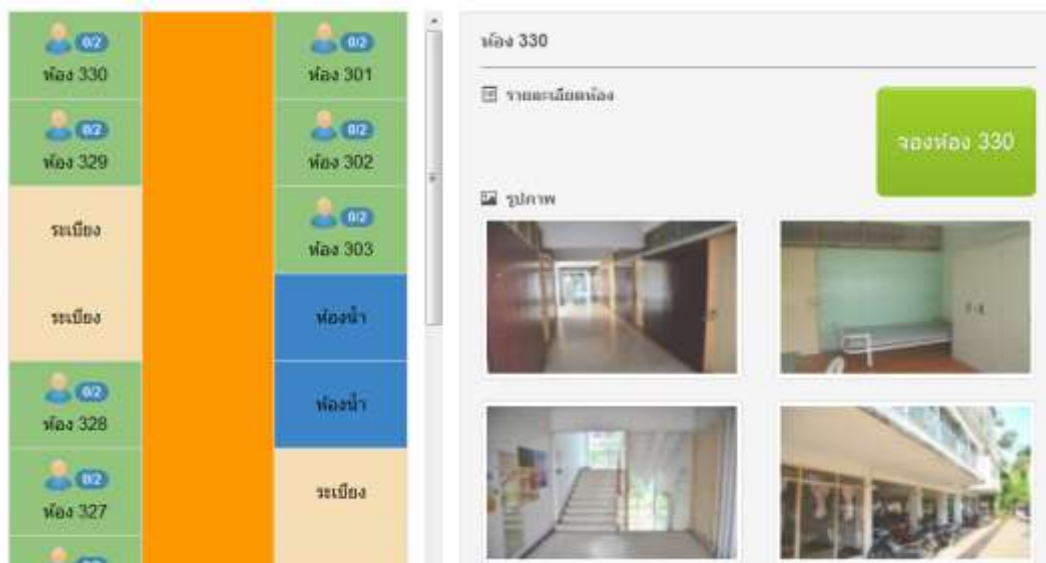 0/2
ห้อง 330
0/2
ห้อง 329
ระเบียง
ระเบียง
0/2
ห้อง 328
0/2
ห้อง 327
0/2
ห้อง 301
0/2
ห้อง 302
0/2
ห้อง 303
ห้องน้ำ
ห้องน้ำ
ระเบียง
ห้อง 330
รายละเอียดห้อง
จองห้อง 330
รูปภาพ